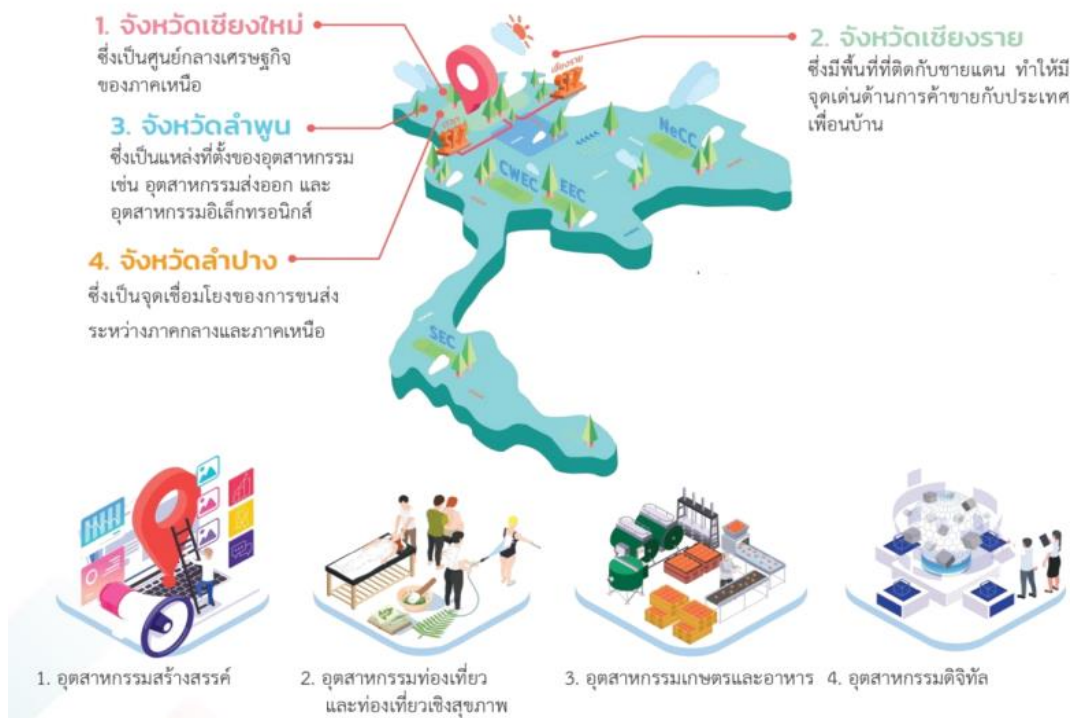 1. จังหวัดเชียงใหม่
ซึ่งเป็นศูนย์กลางเศรษฐกิจ
ของภาคเหนือ
2. จังหวัดเชียงราย
ซึ่งมีพื้นที่ที่ติดกับชายแดน ทำให้มี
จุดเด่นด้านการค้าขายกับประเทศ
เพื่อนบ้าน
3. จังหวัดลำพูน
ซึ่งเป็นแหล่งที่ตั้งของอุตสาหกรรม
เช่น อุตสาหกรรมส่งออก และ
อุตสาหกรรมอิเล็กทรอนิกส์
4. จังหวัดลำปาง
ซึ่งเป็นจุดเชื่อมโยงของการขนส่ง
ระหว่างภาคกลางและภาคเหนือ
เชียงราย
SEZ
SEZ
NeCC
CWEC
EEC
SEC
1. อุตสาหกรรมสร้างสรรค์
2. อุตสาหกรรมท่องเที่ยว
และท่องเที่ยวเชิงสุขภาพ
3. อุตสาหกรรมเกษตรและอาหาร
4. อุตสาหกรรมดิจิทัล